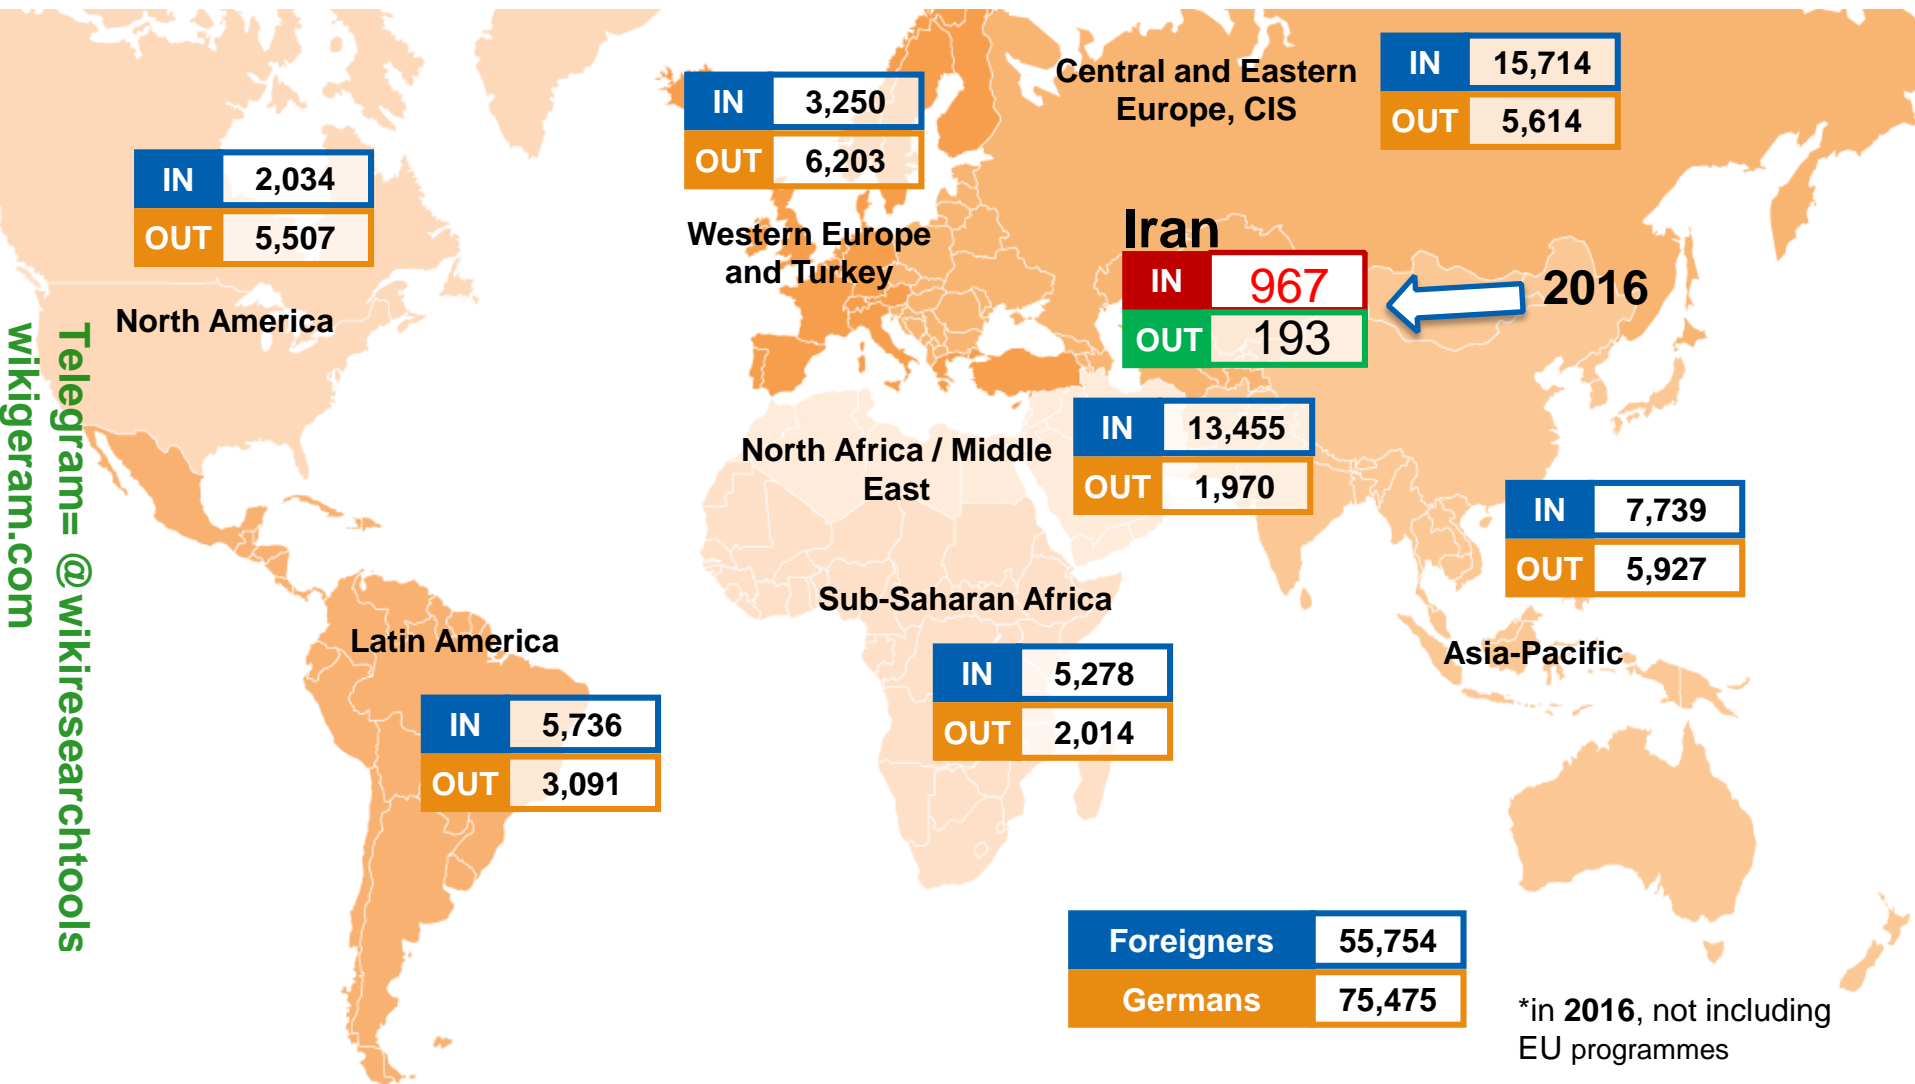 Central and Eastern
Europe, CIS
IN 15,714
OUT 5,614
IN 3,250
OUT 6,203
Western Europe
and Turkey
IN 2,034
OUT 5,507
North America
Iran
IN 967
OUT 193
2016
North Africa / Middle
East
IN 13,455
OUT 1,970
IN 7,739
OUT 5,927
Asia-Pacific
Sub-Saharan Africa
IN 5,278
OUT 2,014
Latin America
IN 5,736
OUT 3,091
Foreigners 55,754
Germans 75,475
*in 2016, not including
EU programmes
Telegram= @wikiresearchtools
wikigeram.com